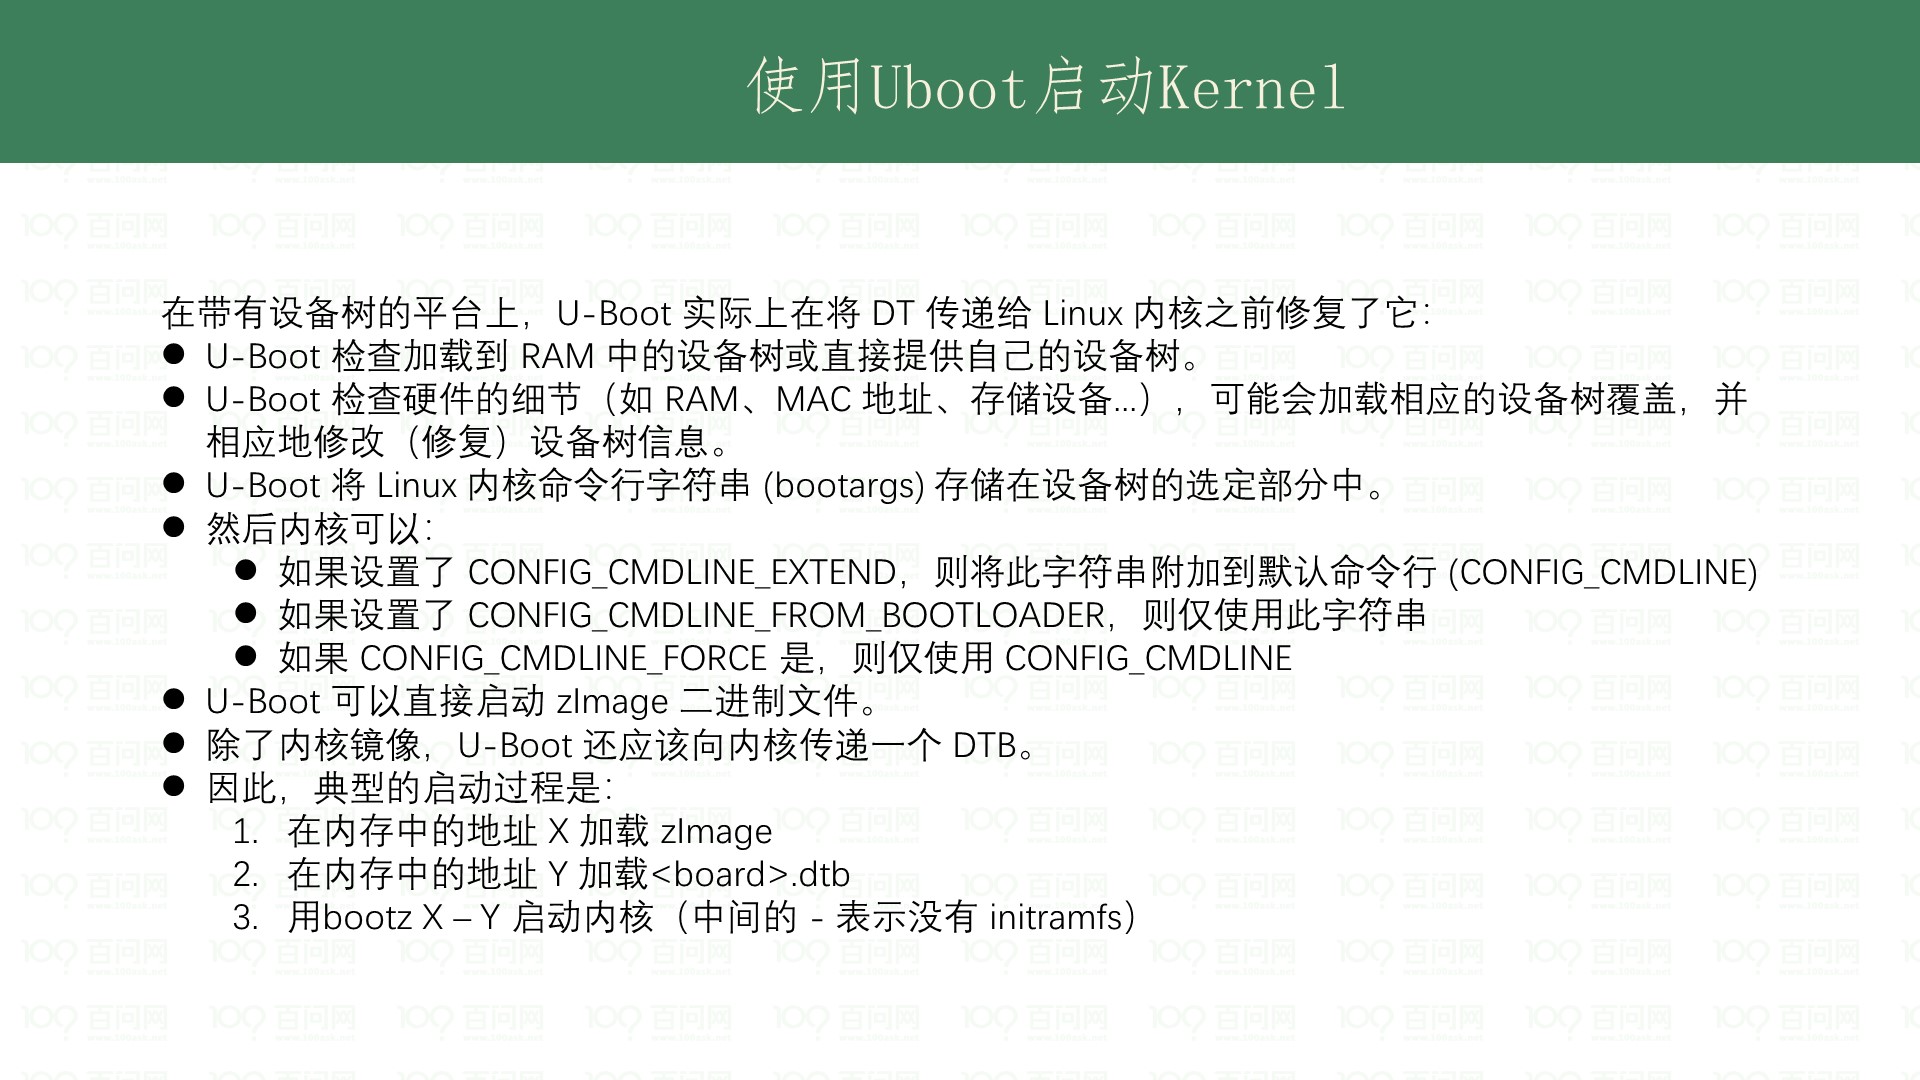 使用Uboot启动Kernel
在带有设备树的平台上，U-Boot 实际上在将 DT 传递给 Linux 内核之前修复了它：
● U-Boot 检查加载到 RAM 中的设备树或直接提供自己的设备树。
● U-Boot 检查硬件的细节（如 RAM、MAC 地址、存储设备...），可能会加载相应的设备树覆盖，并
相应地修改（修复）设备树信息。
● U-Boot 将 Linux 内核命令行字符串 (bootargs) 存储在设备树的选定部分中。
● 然后内核可以：
● 如果设置了 CONFIG_CMDLINE_EXTEND，则将此字符串附加到默认命令行 (CONFIG_CMDLINE)
● 如果设置了 CONFIG_CMDLINE_FROM_BOOTLOADER，则仅使用此字符串
● 如果 CONFIG_CMDLINE_FORCE 是，则仅使用 CONFIG_CMDLINE
● U-Boot 可以直接启动 zImage 二进制文件。
● 除了内核镜像，U-Boot 还应该向内核传递一个 DTB。
● 因此，典型的启动过程是：
1. 在内存中的地址 X 加载 zImage
2. 在内存中的地址 Y 加载<board>.dtb
3. 用bootz X – Y 启动内核（中间的 - 表示没有 initramfs）